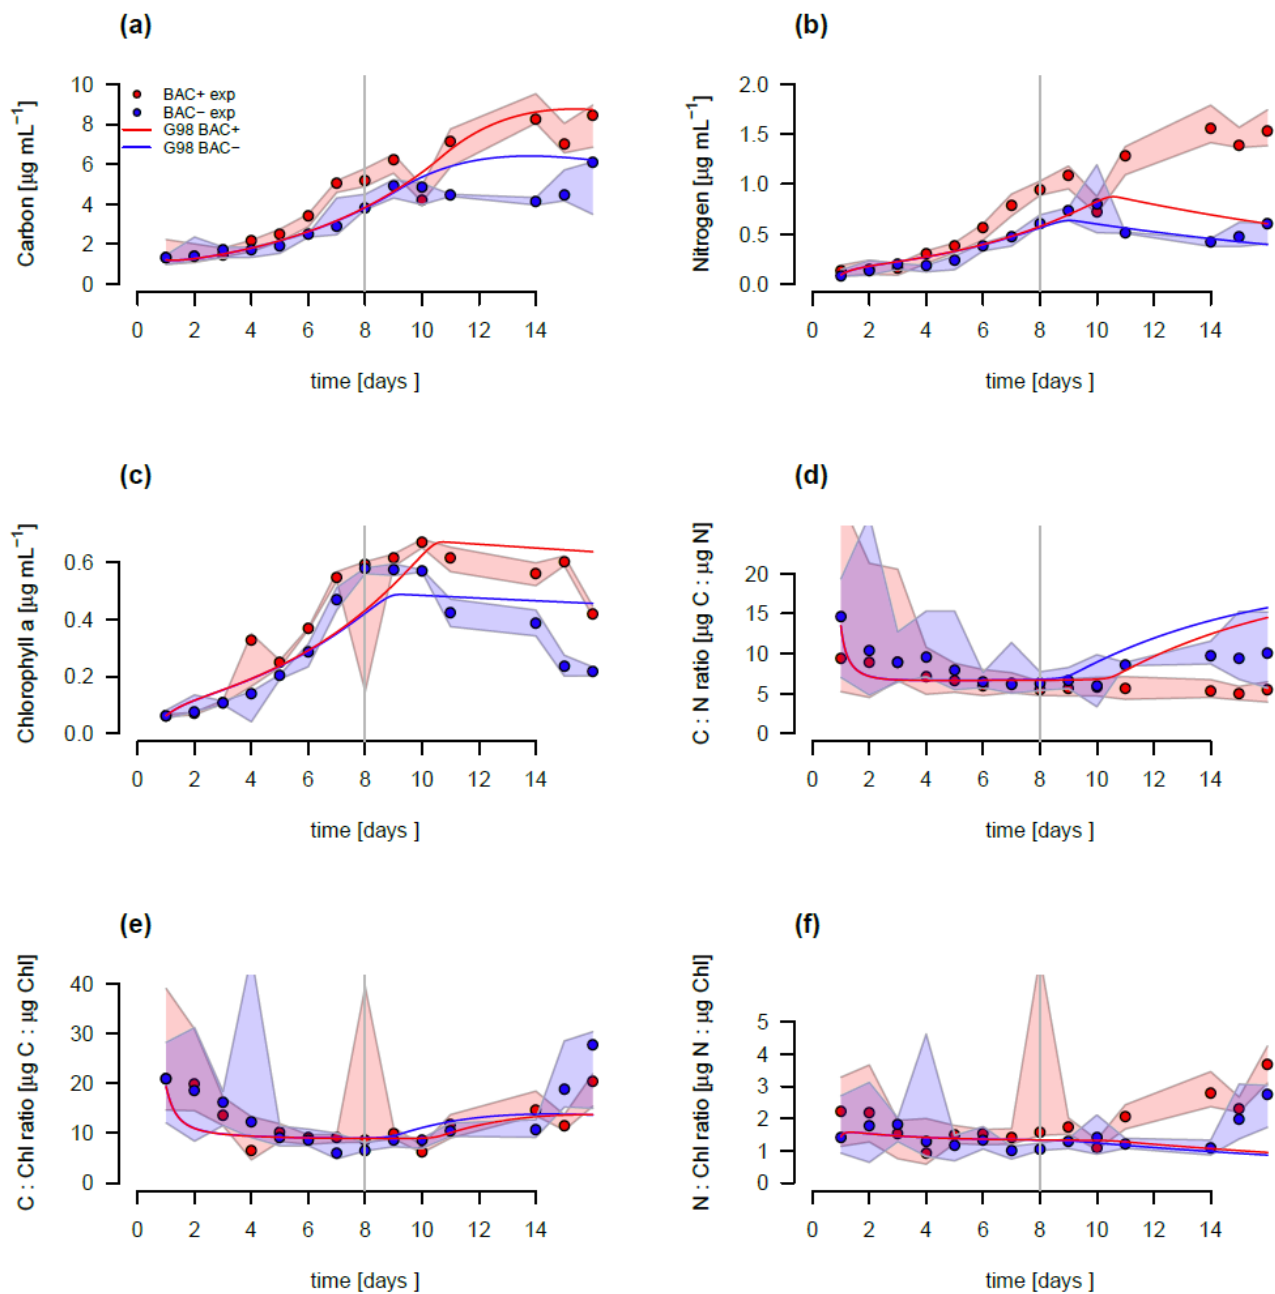 (a)
Carbon [µg mL⁻¹]
10
8
6
4
2
0
BAC+ exp
BAC− exp
G98 BAC+
G98 BAC−
0 2 4 6 8 10 12 14
time [days ]
(b)
Nitrogen [µg mL⁻¹]
2.0
1.5
1.0
0.5
0.0
0 2 4 6 8 10 14
time [days ]
(c)
Chlorophyll a [µg mL⁻¹]
0.6
0.4
0.2
0.0
0 2 4 6 8 10 14
time [days ]
(d)
C : N ratio [µg C : µg N]
20
15
10
5
0
0 2 4 6 8 10 14
time [days ]
(e)
C : Chl ratio [µg C : µg Chl]
40
30
20
10
0
0 2 4 6 8 10 14
time [days ]
(f)
N : Chl ratio [µg N : µg Chl]
5
4
3
2
1
0
0 2 4 6 8 10 14
time [days ]